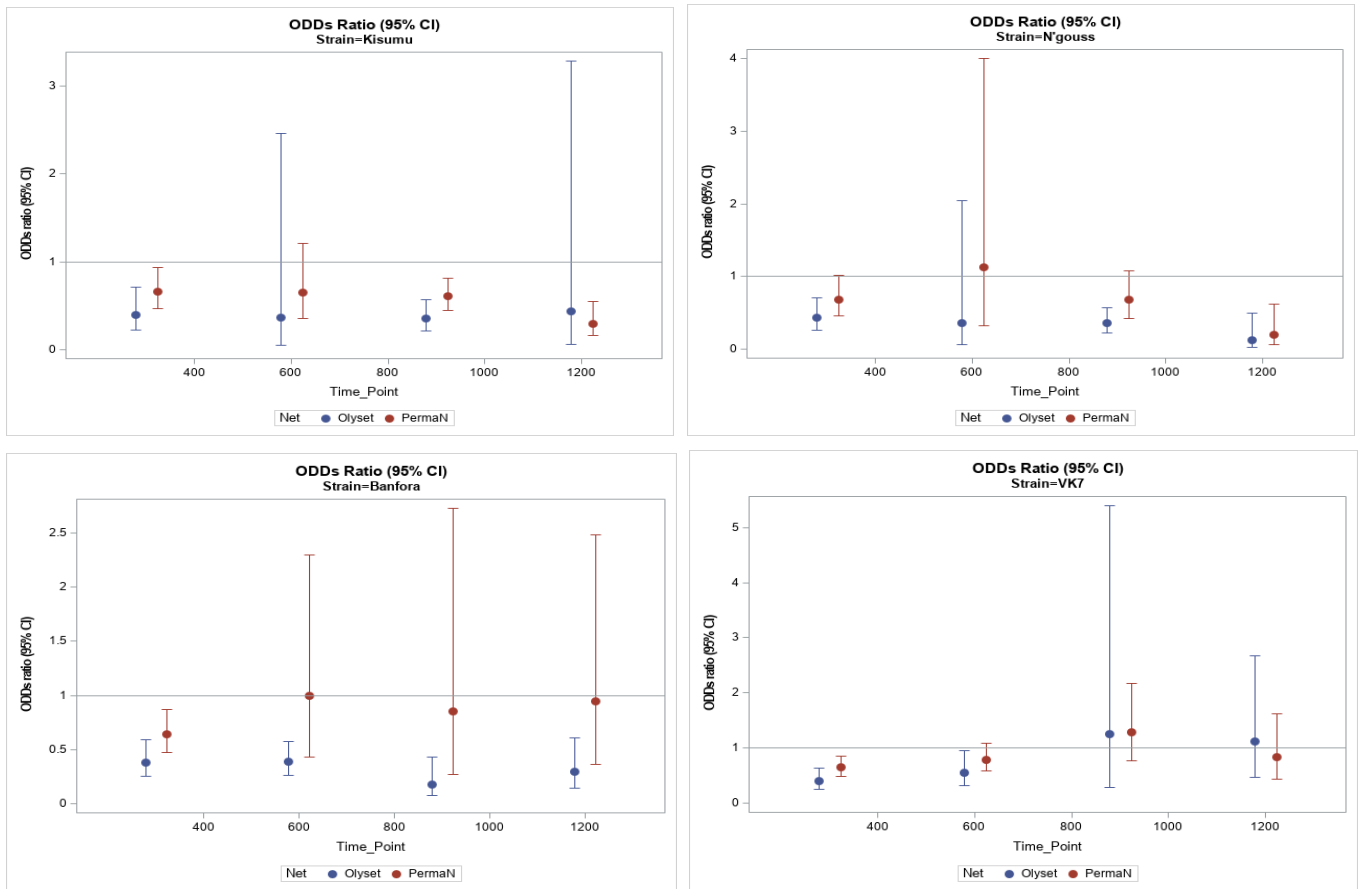 ODDs Ratio (95% CI)
Strain=Kisumu
ODDs ratio (95% CI)
3
2
1
0
400 600 800 1000 1200
Time_Point
Net Olyset PermaN
ODDs Ratio (95% CI)
Strain=N'gouss
ODDs ratio (95% CI)
4
3
2
1
0
400 600 800 1000 1200
Time_Point
Net Olyset PermaN
ODDs Ratio (95% CI)
Strain=Banfora
ODDs ratio (95% CI)
2.5
2
1.5
1
0.5
0
400 600 800 1000 1200
Time_Point
Net Olyset PermaN
ODDs Ratio (95% CI)
Strain=VK7
ODDs ratio (95% CI)
5
4
3
2
1
0
400 600 800 1000 1200
Time_Point
Net Olyset PermaN